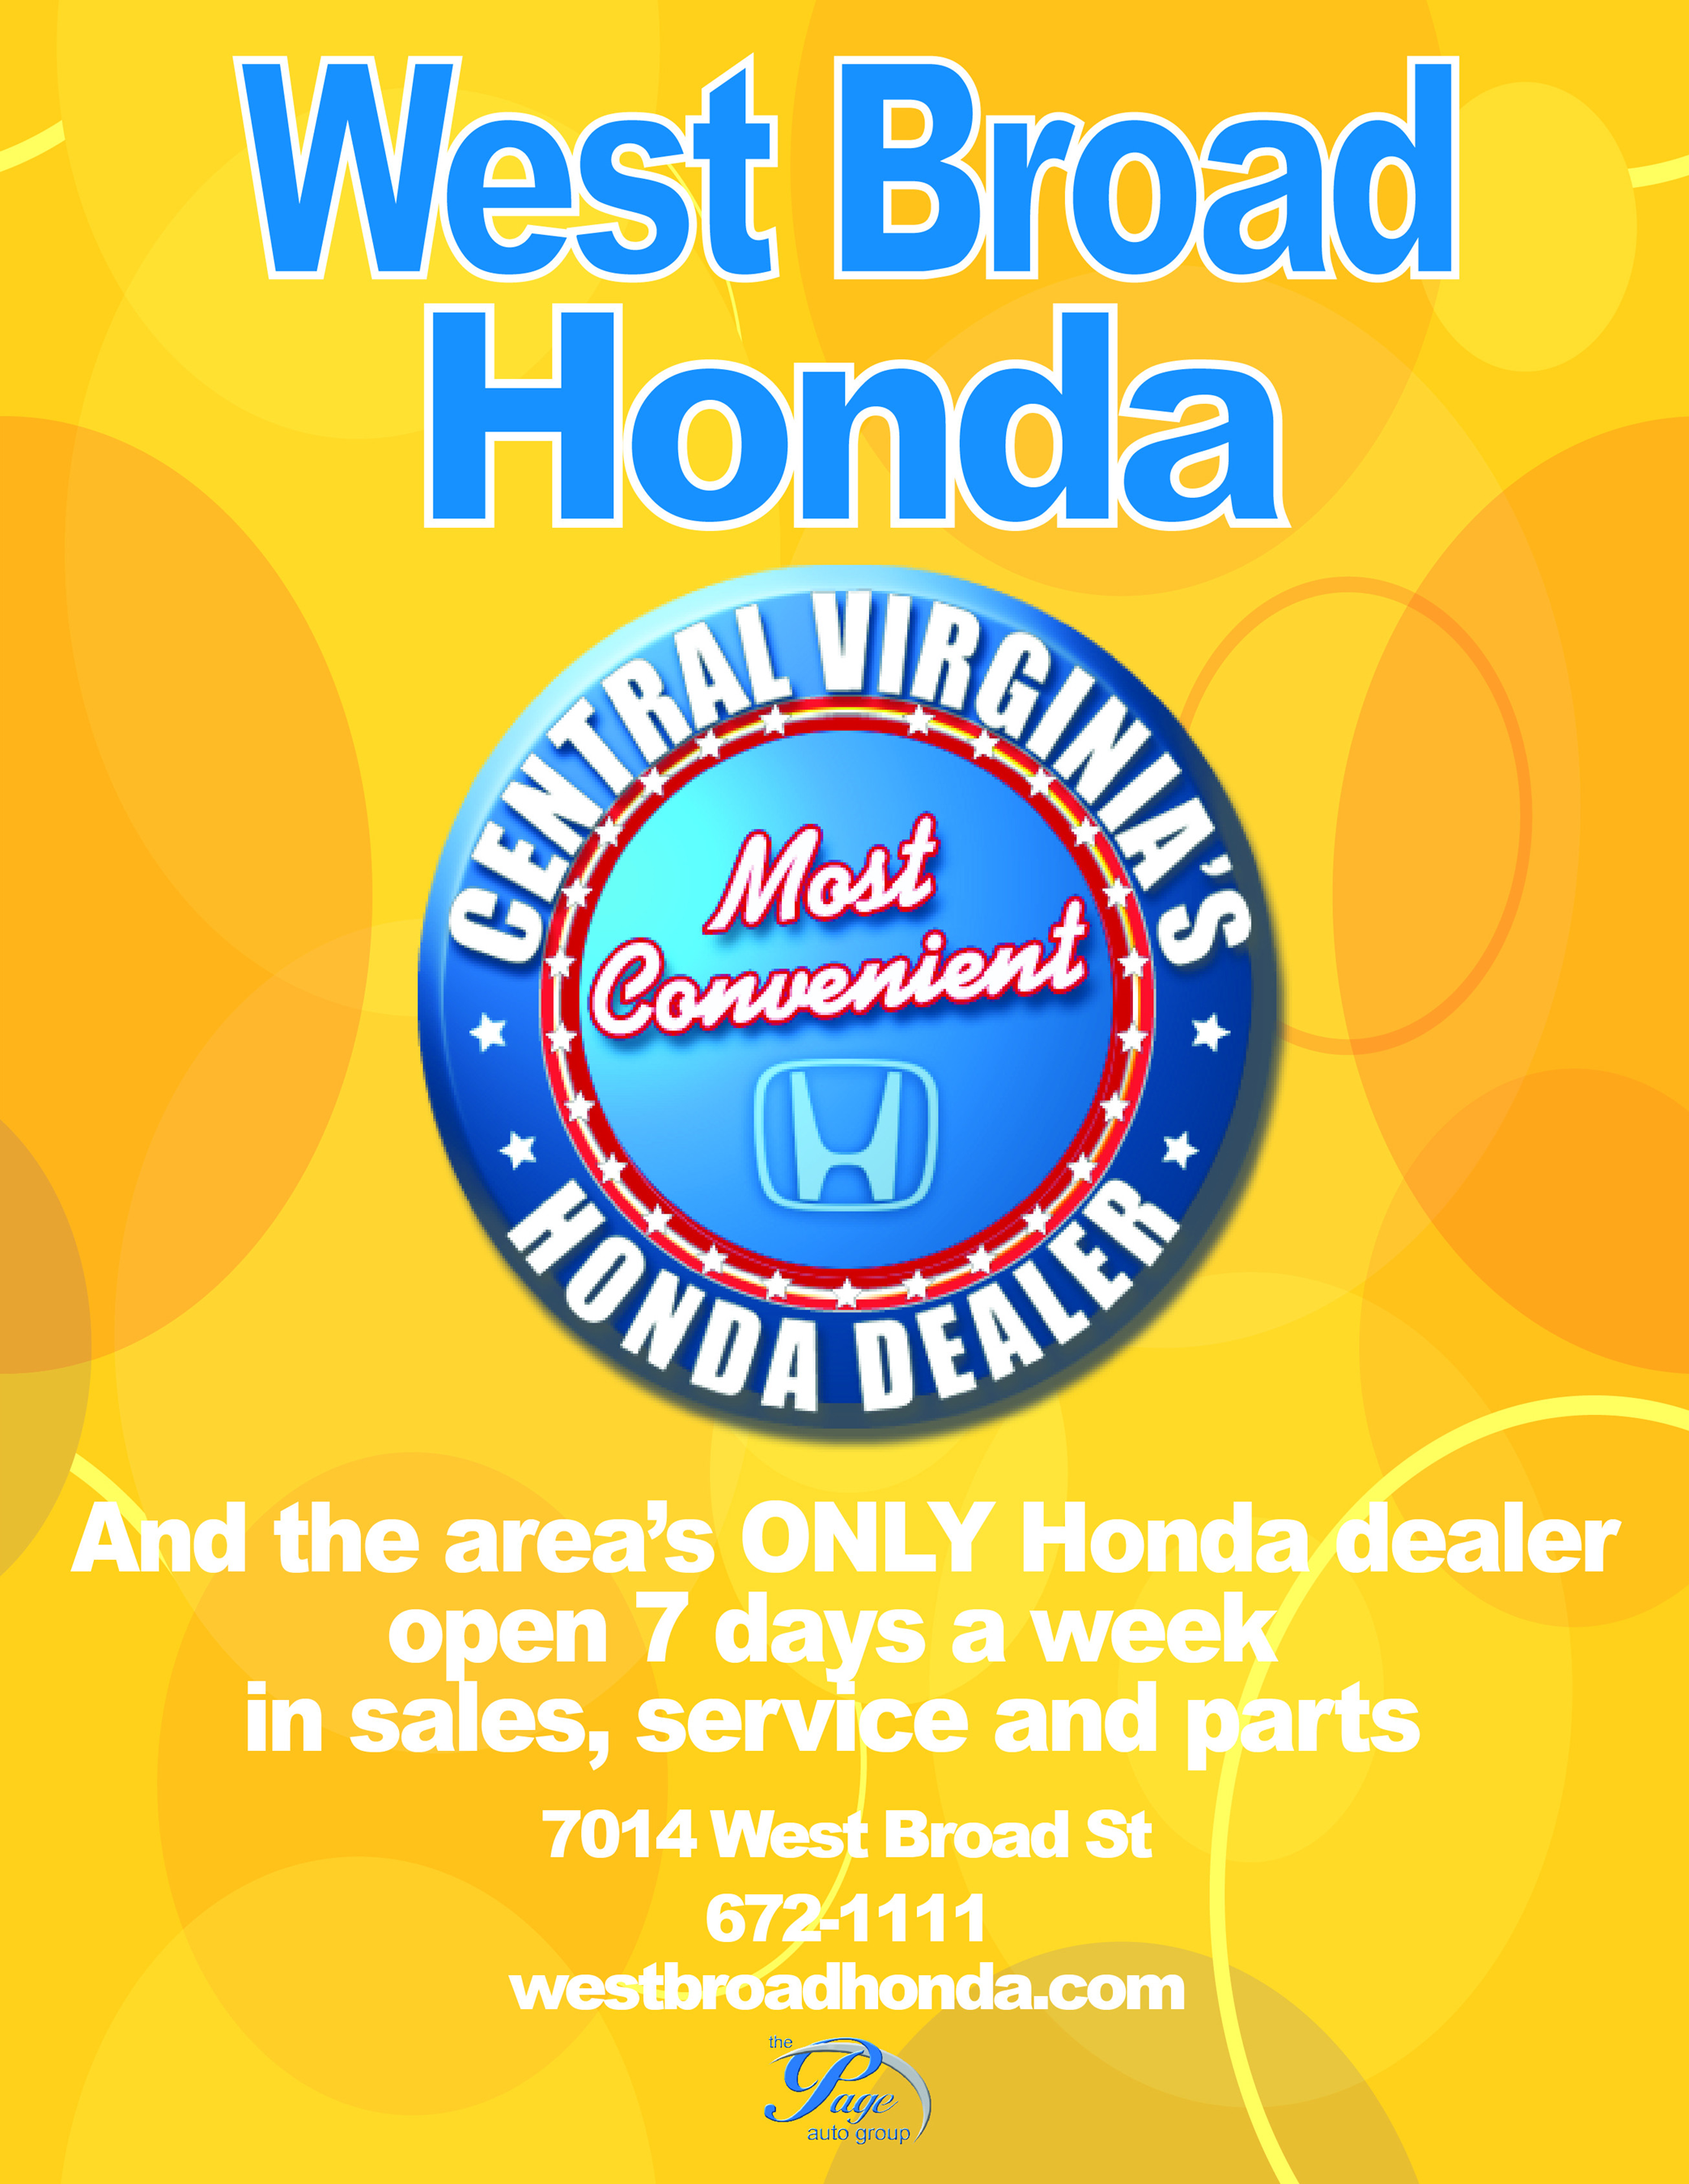 West Broad
Honda
CENTRAL VIRGINIA'S
Most
Convenient
HONDA DEALER
And the area's ONLY Honda dealer
open 7 days a week
in sales, service and parts
7014 West Broad St
672-1111
westbroadhonda.com
the
Page
auto group